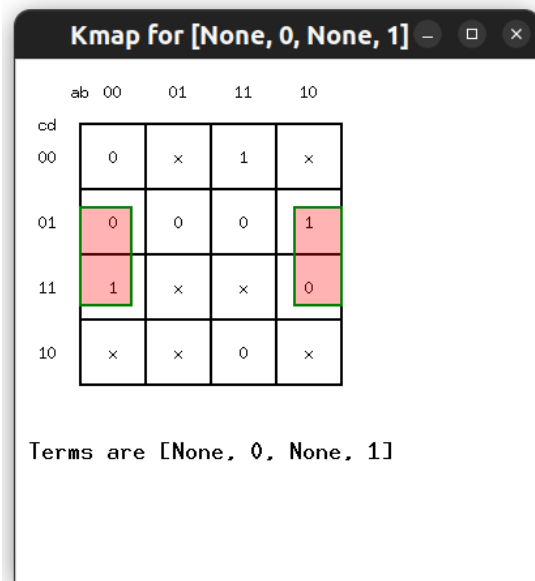 Kmap for [None, 0, None, 1]
ab 00 01 11 10
cd
00 0 x 1 x
01 0 0 0 1
11 1 x x 0
10 x x 0 x
Terms are [None, 0, None, 1]